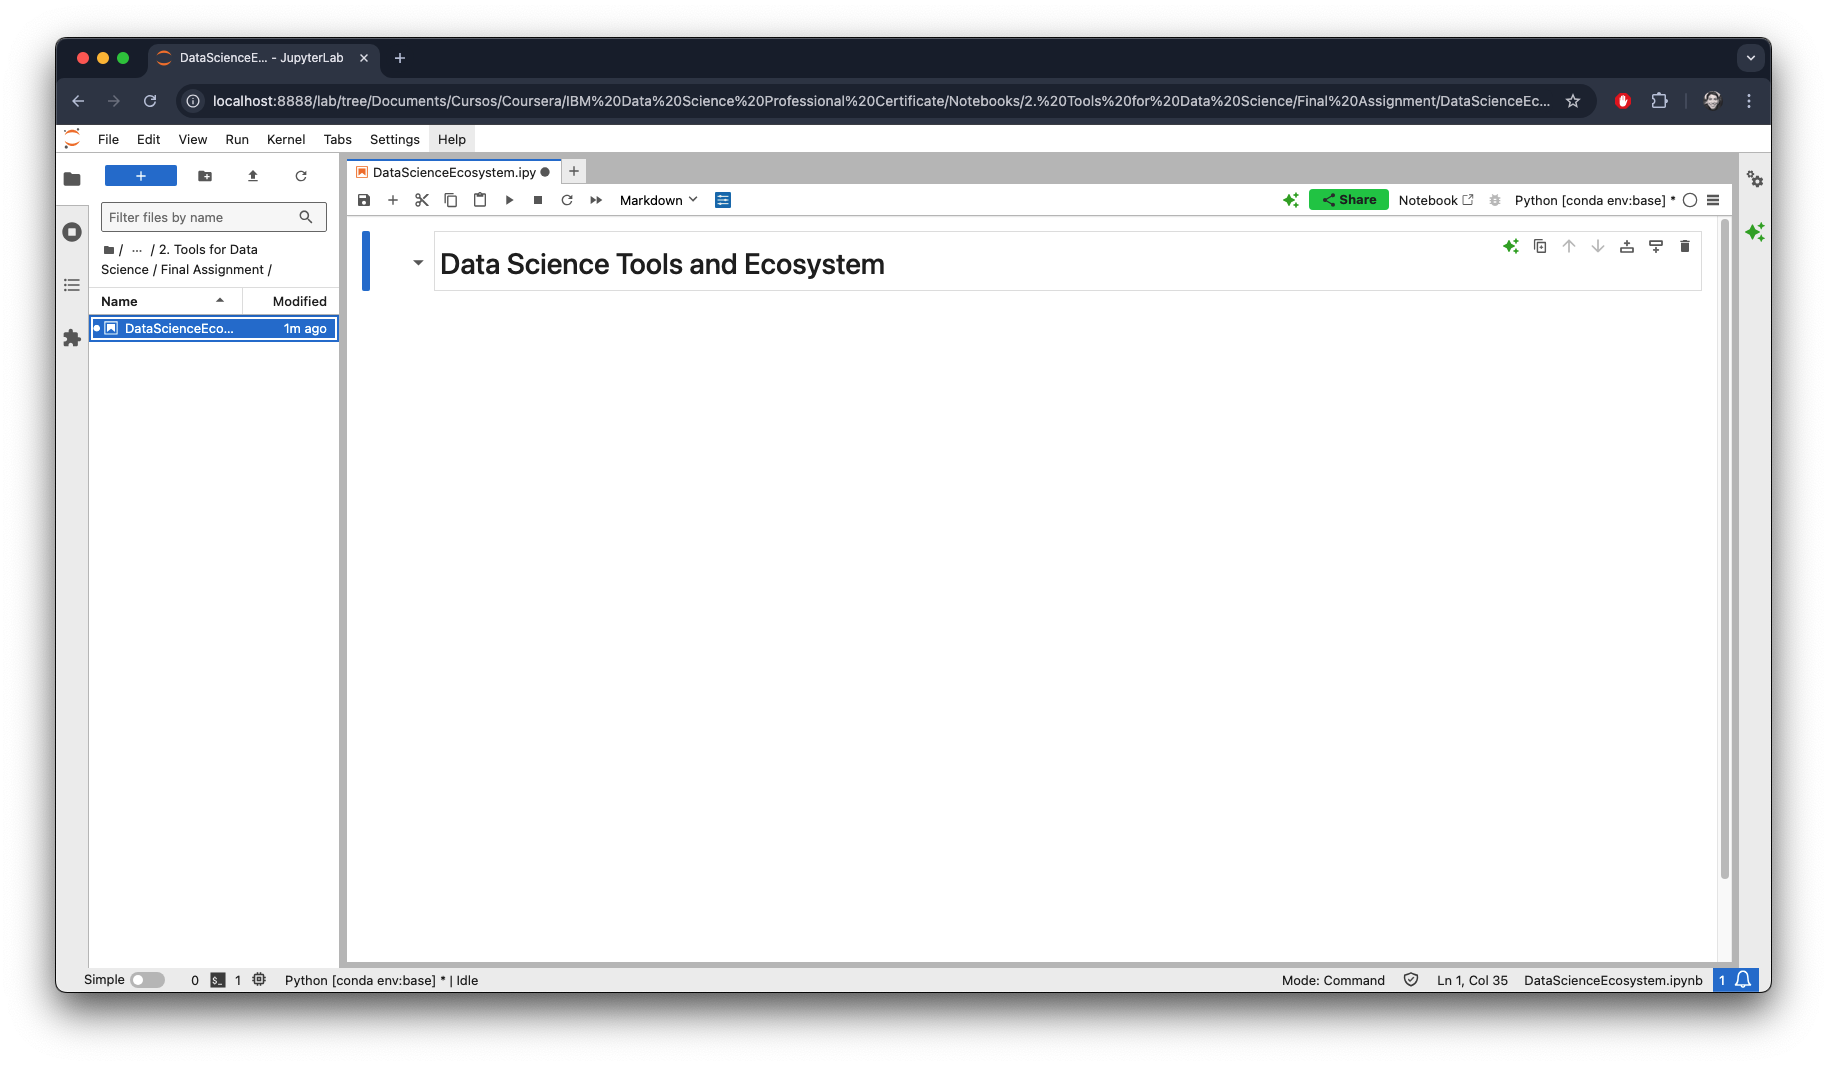 DataScienceE... - JupyterLab
localhost:8888/lab/tree/Documents/Cursos/Coursera/IBM%20Data%20Science%20Professional%20Certificate/Notebooks/2.%20Tools%20for%20Data%20Science/Final%20Assignment/DataScienceEc...
File Edit View Run Kernel Tabs Settings Help
DataScienceEcosystem.ipy
Markdown Share Notebook Python [conda env:base] *
Filter files by name
/ ... / 2. Tools for Data
Science / Final Assignment /
Name Modified
DataScienceEco... 1m ago
Data Science Tools and Ecosystem
Simple 0 $_ 1 Python [conda env:base] * | Idle Mode: Command Ln 1, Col 35 DataScienceEcosystem.ipynb 1